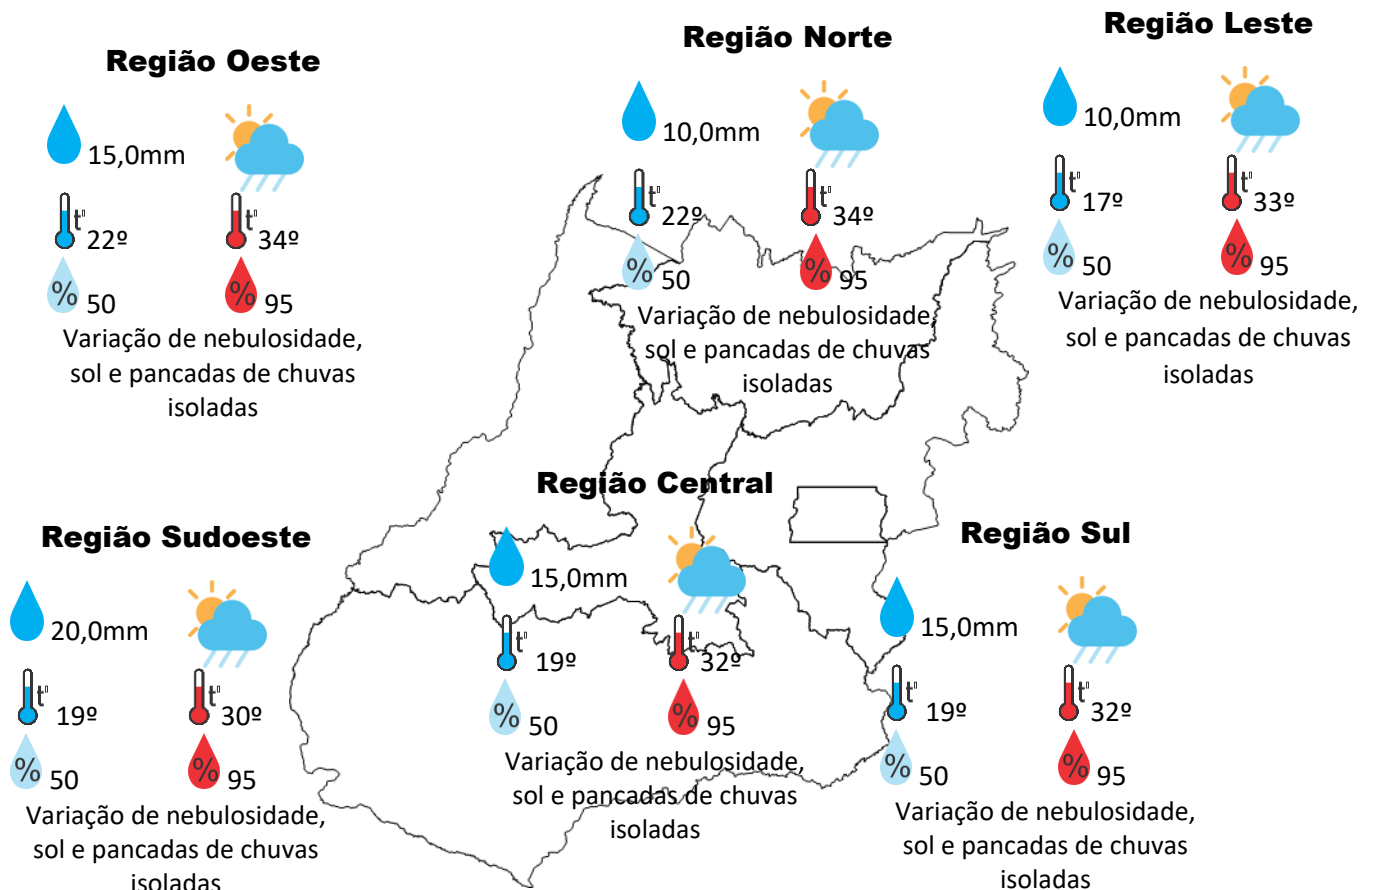 Região Oeste
15,0mm
t°
22º
t°
34º
%
50
%
95
Variação de nebulosidade,
sol e pancadas de chuvas
isoladas
Região Norte
10,0mm
t°
22º
t°
34º
%
50
%
95
Variação de nebulosidade,
sol e pancadas de chuvas
isoladas
Região Leste
10,0mm
t°
17º
t°
33º
%
50
%
95
Variação de nebulosidade,
sol e pancadas de chuvas
isoladas
Região Sudoeste
20,0mm
t°
19º
t°
30º
%
50
%
95
Variação de nebulosidade,
sol e pancadas de chuvas
isoladas
Região Central
15,0mm
t°
19º
t°
32º
%
50
%
95
Variação de nebulosidade,
sol e pancadas de chuvas
isoladas
Região Sul
15,0mm
t°
19º
t°
32º
%
50
%
95
Variação de nebulosidade,
sol e pancadas de chuvas
isoladas